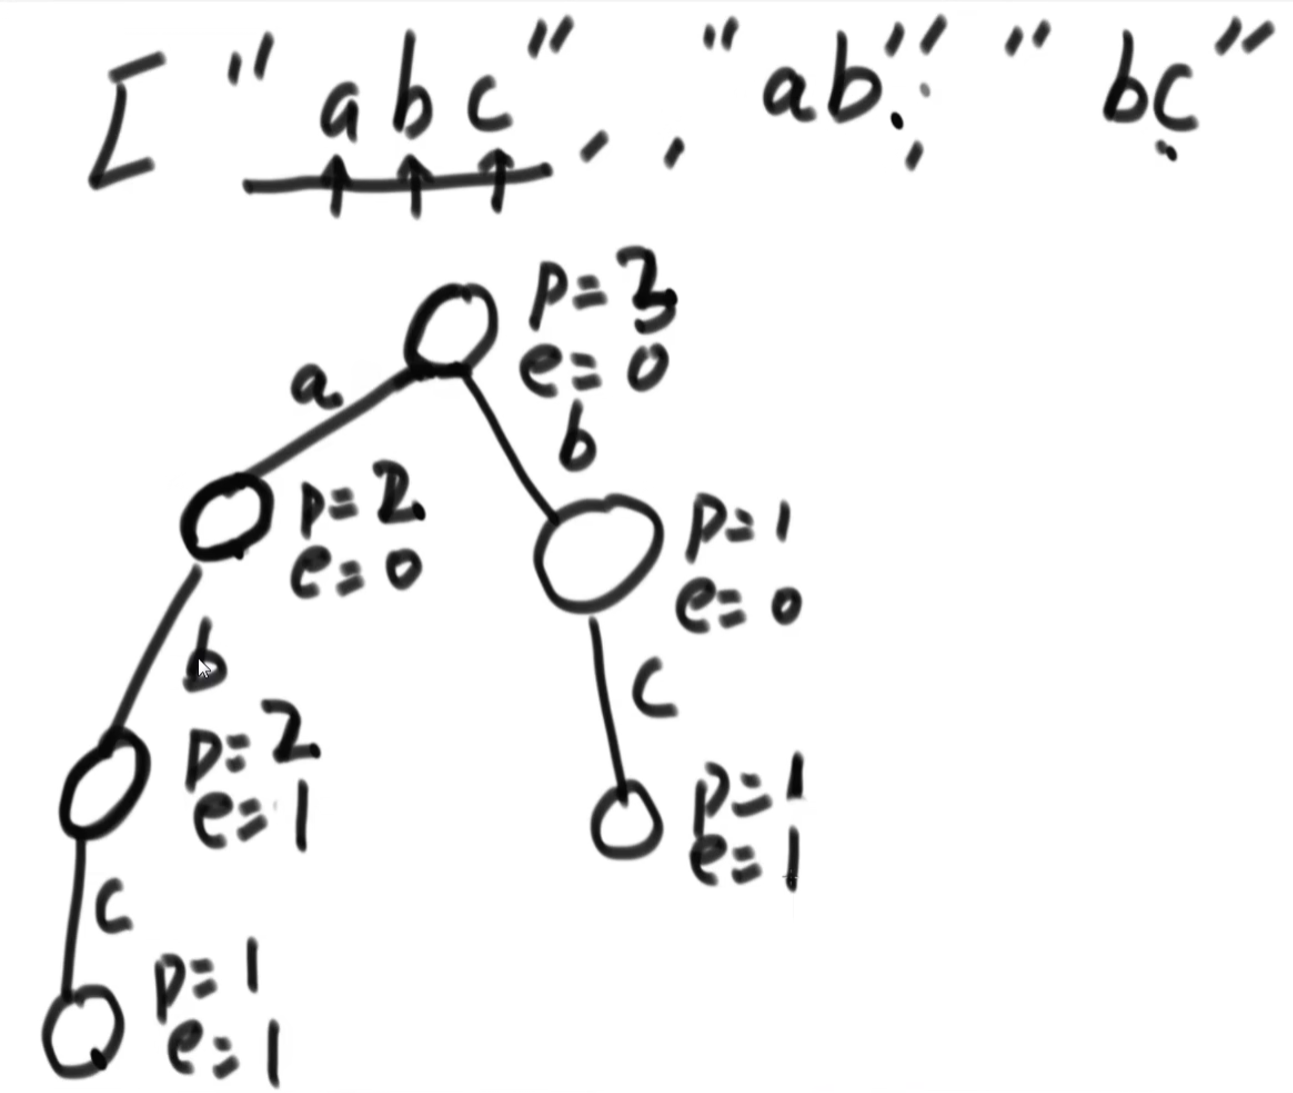 ["abc", , "ab", "bc"
p=3
e=0
a
b
p=2
e=0
p=1
e=0
b
c
p=2
e=1
p=1
e=1
c
p=1
e=1